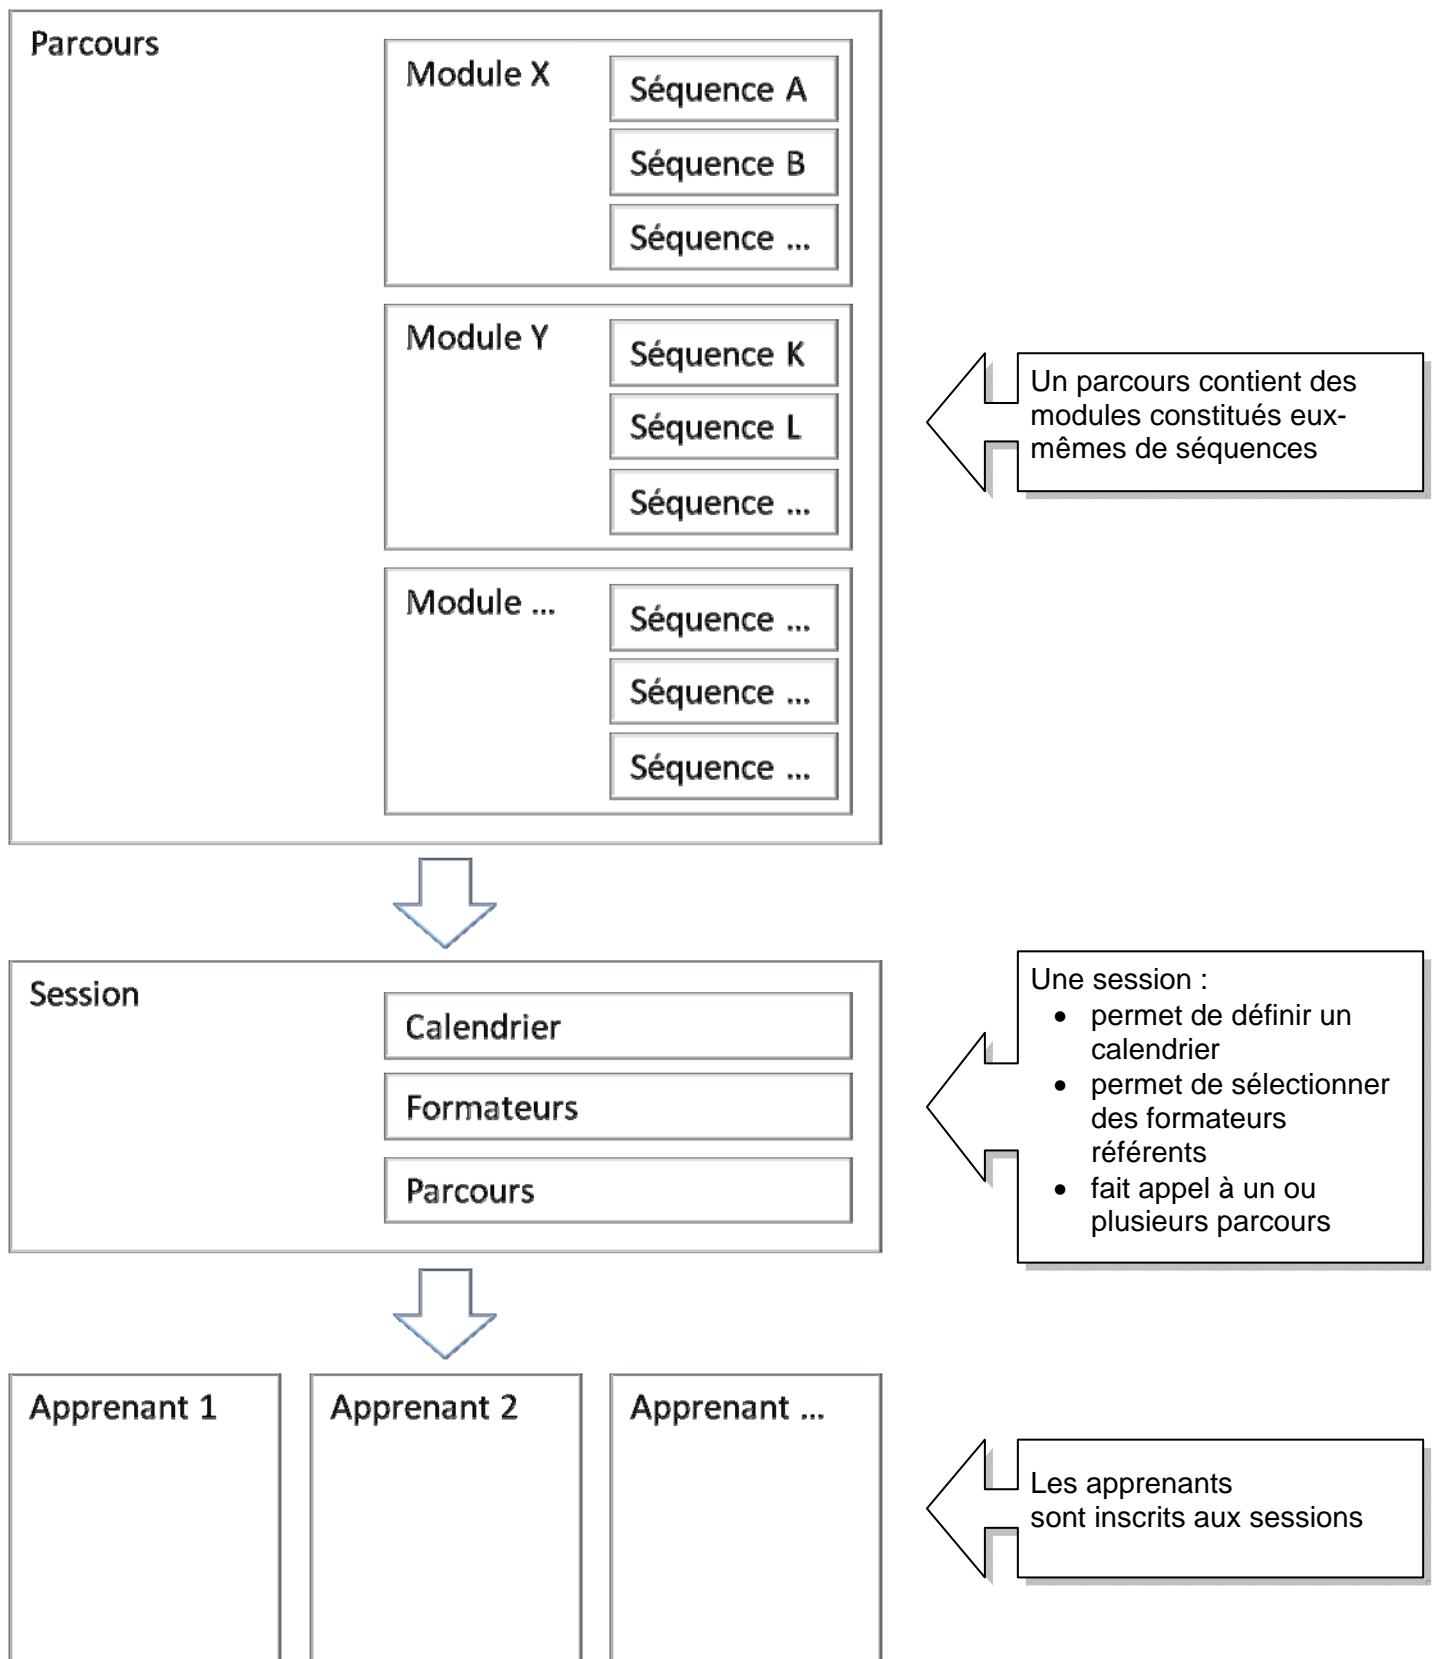 Parcours
Module X
Séquence A
Séquence B
Séquence ...
Module Y
Séquence K
Séquence L
Séquence ...
Module ...
Séquence ...
Séquence ...
Séquence ...
Un parcours contient des
modules constitués eux-
mêmes de séquences
Session
Calendrier
Formateurs
Parcours
Une session :
• permet de définir un
calendrier
• permet de sélectionner
des formateurs
référents
• fait appel à un ou
plusieurs parcours
Apprenant 1
Apprenant 2
Apprenant ...
Les apprenants
sont inscrits aux sessions